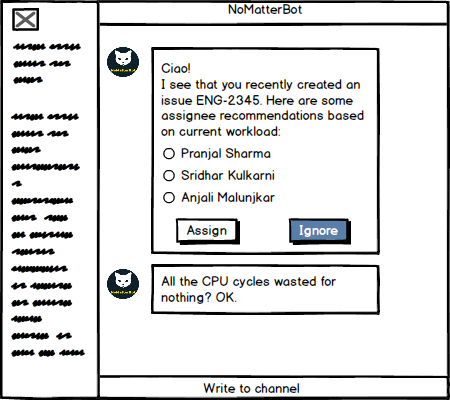 NoMatterBot
Ciao!
I see that you recently created an
issue ENG-2345. Here are some
assignee recommendations based
on current workload:
Pranjal Sharma
Sridhar Kulkarni
Anjali Malunjkar
Assign
Ignore
All the CPU cycles wasted for
nothing? OK.
Write to channel